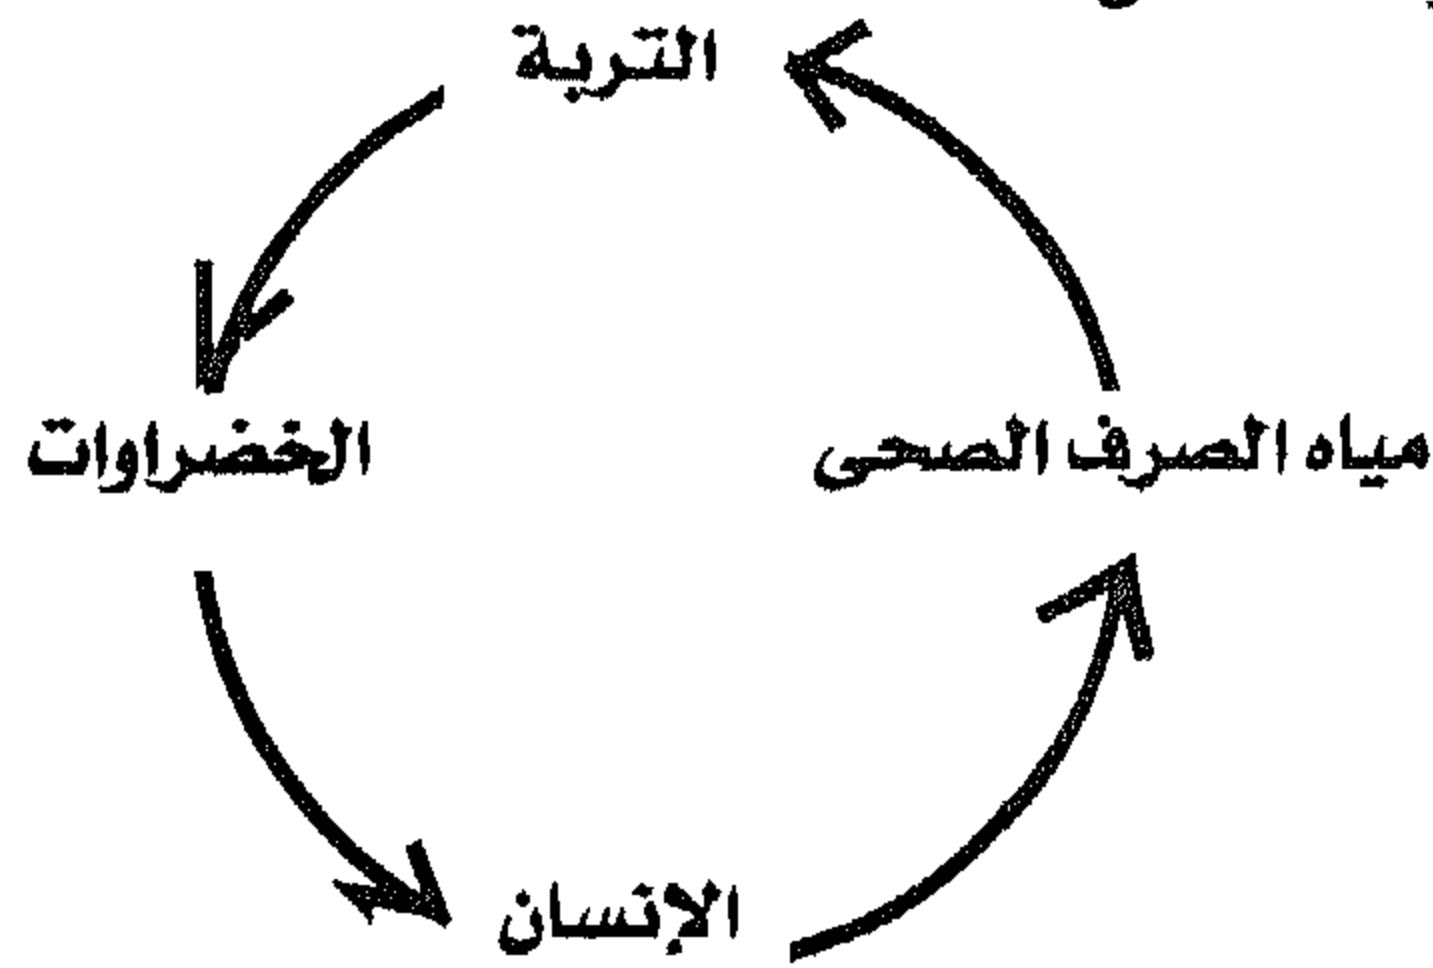 التربة
مياه الصرف الصحى
الخضراوات
الإنسان